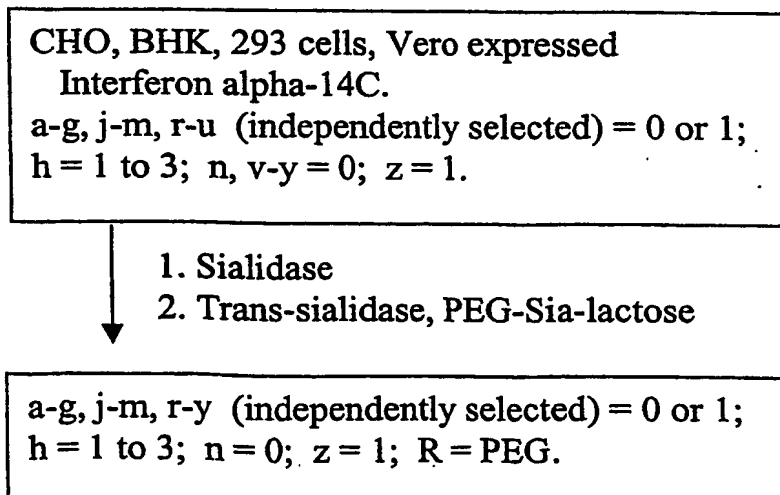 CHO, BHK, 293 cells, Vero expressed
Interferon alpha-14C.
a-g, j-m, r-u (independently selected) = 0 or 1;
h = 1 to 3; n, v-y = 0; z = 1.
1. Sialidase
2. Trans-sialidase, PEG-Sia-lactose
a-g, j-m, r-y (independently selected) = 0 or 1;
h = 1 to 3; n = 0; z = 1; R = PEG.